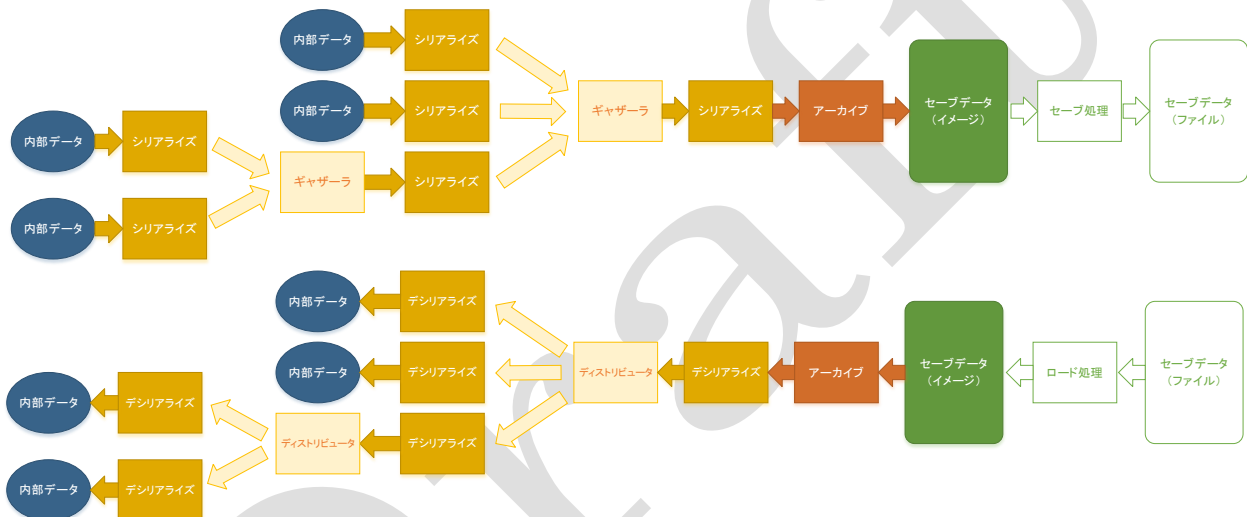 内部データ
シリアライズ
内部データ
シリアライズ
内部データ
シリアライズ
ギャザーラ
シリアライズ
内部データ
シリアライズ
内部データ
シリアライズ
ギャザーラ
シリアライズ
アーカイブ
セーブデータ
(イメージ)
セーブ処理
セーブデータ
(ファイル)
内部データ
デシリアライズ
内部データ
デシリアライズ
内部データ
デシリアライズ
ディストリビュータ
デシリアライズ
内部データ
デシリアライズ
内部データ
デシリアライズ
ディストリビュータ
デシリアライズ
アーカイブ
セーブデータ
(イメージ)
ロード処理
セーブデータ
(ファイル)
Draft